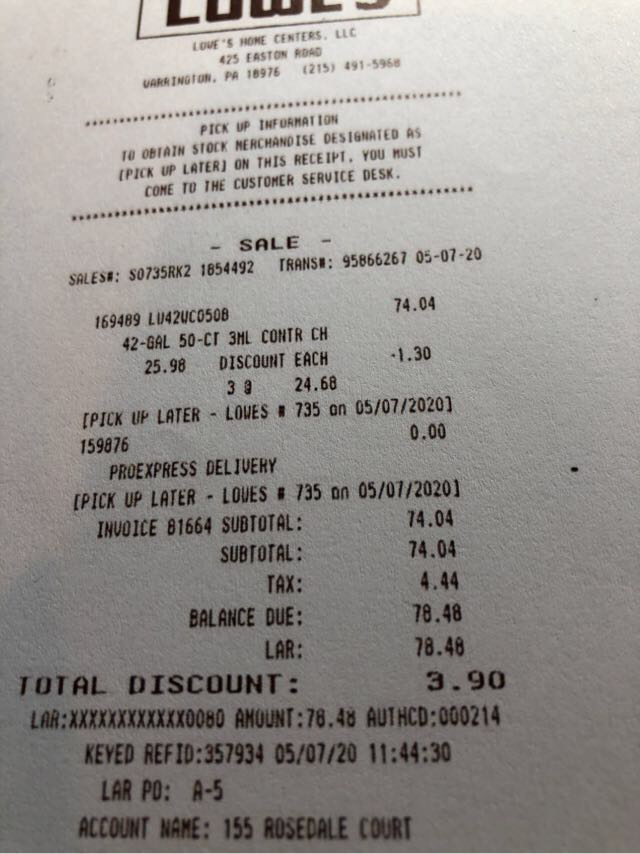 LOWE'S
LOWE'S HOME CENTERS, LLC
425 EASTON ROAD
WARRINGTON, PA 18976 (215) 491-5968
PICK UP INFORMATION
TO OBTAIN STOCK MERCHANDISE DESIGNATED AS
[PICK UP LATER] ON THIS RECEIPT, YOU MUST
COME TO THE CUSTOMER SERVICE DESK.
- SALE -
SALES#: S0735RK2 1854492 TRANS#: 95866267 05-07-20
169489 LW42WC050B 74.04
42-GAL 50-CT 3ML CONTR CH
25.98 DISCOUNT EACH -1.30
3 @ 24.68
[PICK UP LATER - LOWES # 735 on 05/07/2020]
159876 0.00
PROEXPRESS DELIVERY
[PICK UP LATER - LOWES # 735 on 05/07/2020]
INVOICE 81664 SUBTOTAL: 74.04
SUBTOTAL: 74.04
TAX: 4.44
BALANCE DUE: 78.48
LAR: 78.48
TOTAL DISCOUNT: 3.90
LAR:XXXXXXXXXXXX0080 AMOUNT:78.48 AUTHCD:000214
KEYED REFID:357934 05/07/20 11:44:30
LAR PO: A-5
ACCOUNT NAME: 155 ROSEDALE COURT